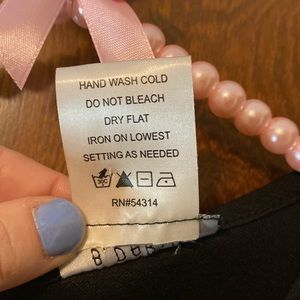 HAND WASH COLD
DO NOT BLEACH
DRY FLAT
IRON ON LOWEST
SETTING AS NEEDED
RN#54314